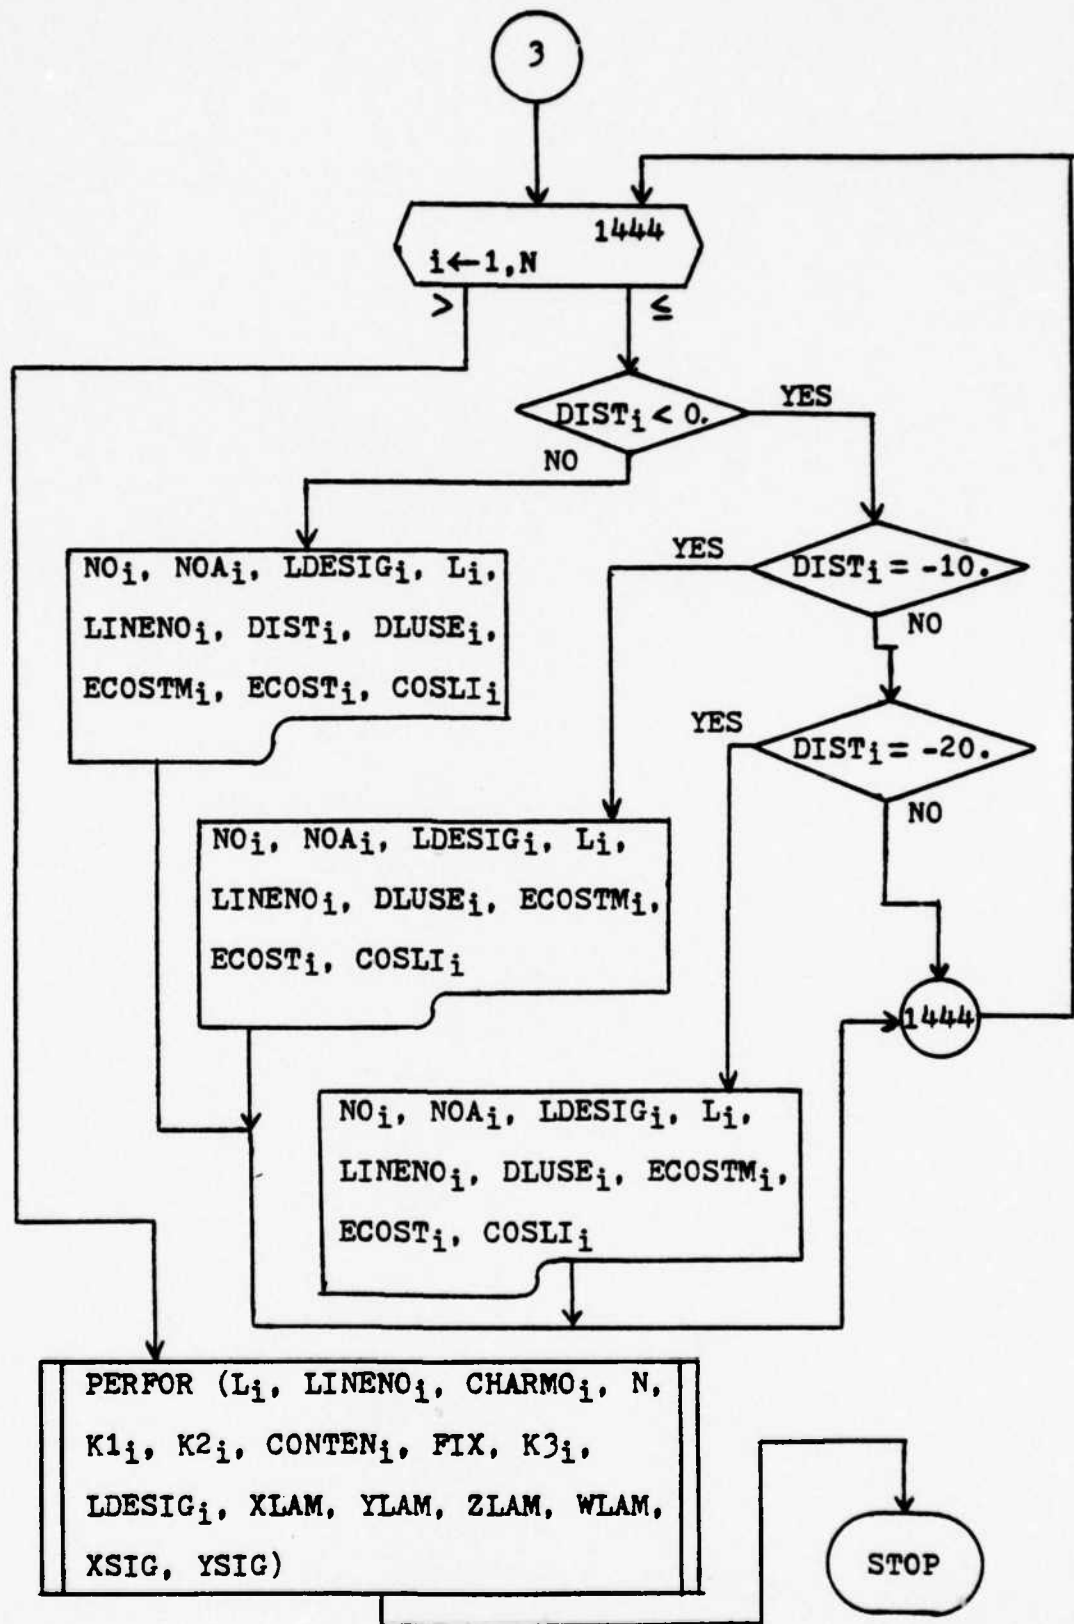 3
1444
i←1,N
>
≤
DISTi < 0.
YES
NO
NOi, NOAi, LDESIGi, Li,
LINENOi, DISTi, DLUSEi,
ECOSTMi, ECOSTi, COSLIi
YES
DISTi = -10.
NO
YES
DISTi = -20.
NO
NOi, NOAi, LDESIGi, Li,
LINENOi, DLUSEi, ECOSTMi,
ECOSTi, COSLIi
1444
NOi, NOAi, LDESIGi, Li,
LINENOi, DLUSEi, ECOSTMi,
ECOSTi, COSLIi
PERFOR (Li, LINENOi, CHARMOi, N,
K1i, K2i, CONTENi, FIX, K3i,
LDESIGi, XLAM, YLAM, ZLAM, WLAM,
XSIG, YSIG)
STOP